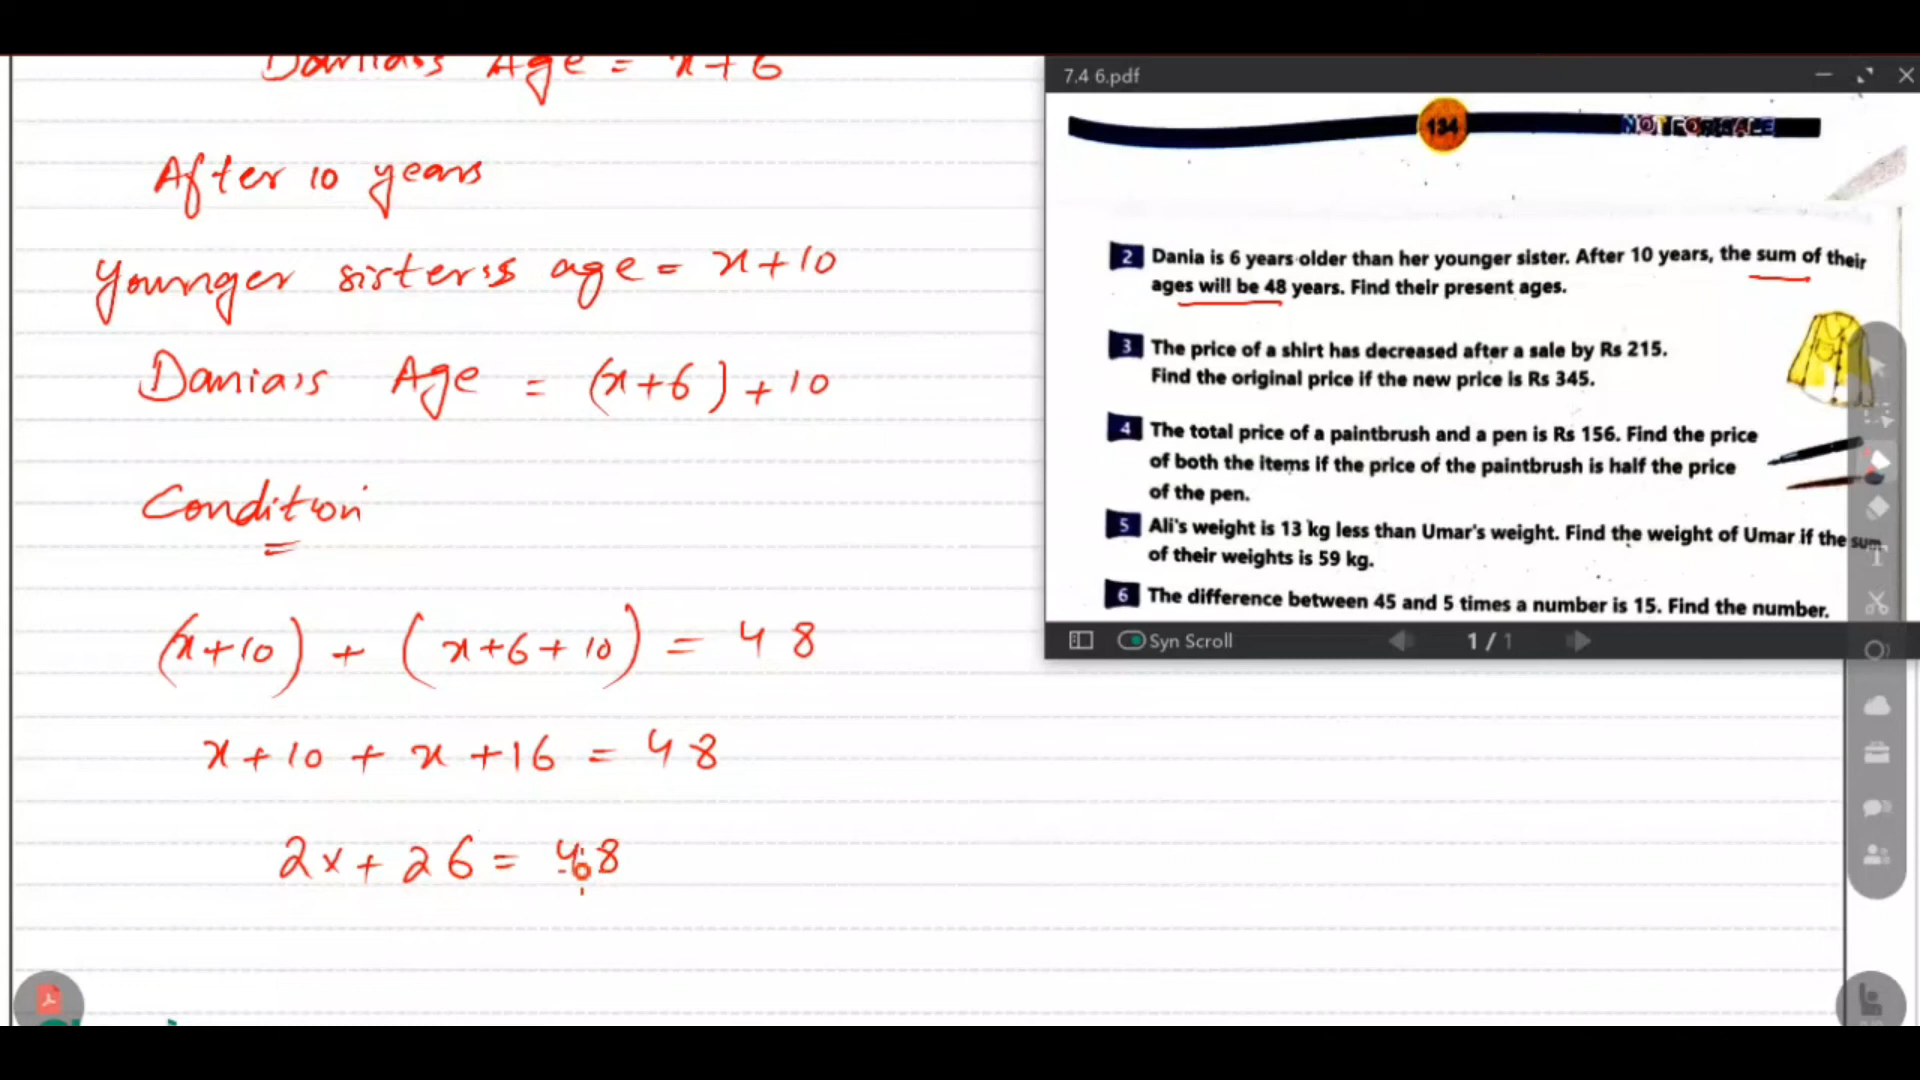 Dania's Age = x+6
After 10 years
younger sister's age = x+10
Dania's Age = (x+6)+10
Condition
(x+10) + (x+6+10) = 48
x+10 + x+16 = 48
2x+26 = 48
7.4 6.pdf
134
NOT FOR SALE
2 Dania is 6 years older than her younger sister. After 10 years, the sum of their
ages will be 48 years. Find their present ages.
3 The price of a shirt has decreased after a sale by Rs 215.
Find the original price if the new price is Rs 345.
4 The total price of a paintbrush and a pen is Rs 156. Find the price
of both the items if the price of the paintbrush is half the price
of the pen.
5 Ali's weight is 13 kg less than Umar's weight. Find the weight of Umar if the sum
of their weights is 59 kg.
6 The difference between 45 and 5 times a number is 15. Find the number.
Syn Scroll
1 / 1